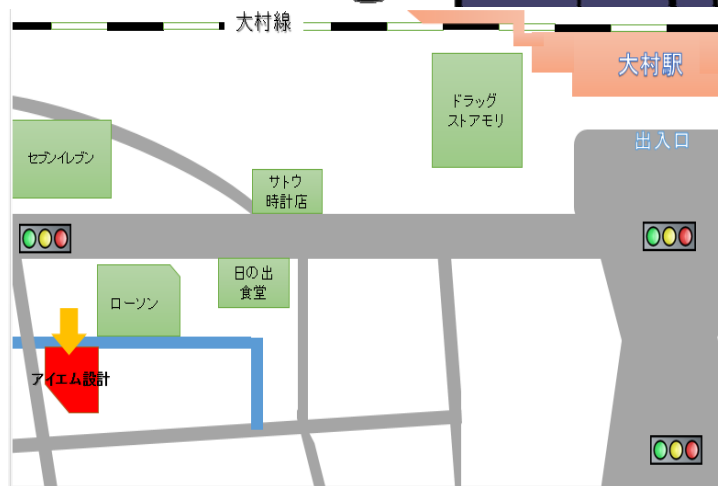 大村線
大村駅
ドラッグ
ストアモリ
出入口
セブンイレブン
サトウ
時計店
日の出
食堂
ローソン
アイエム設計